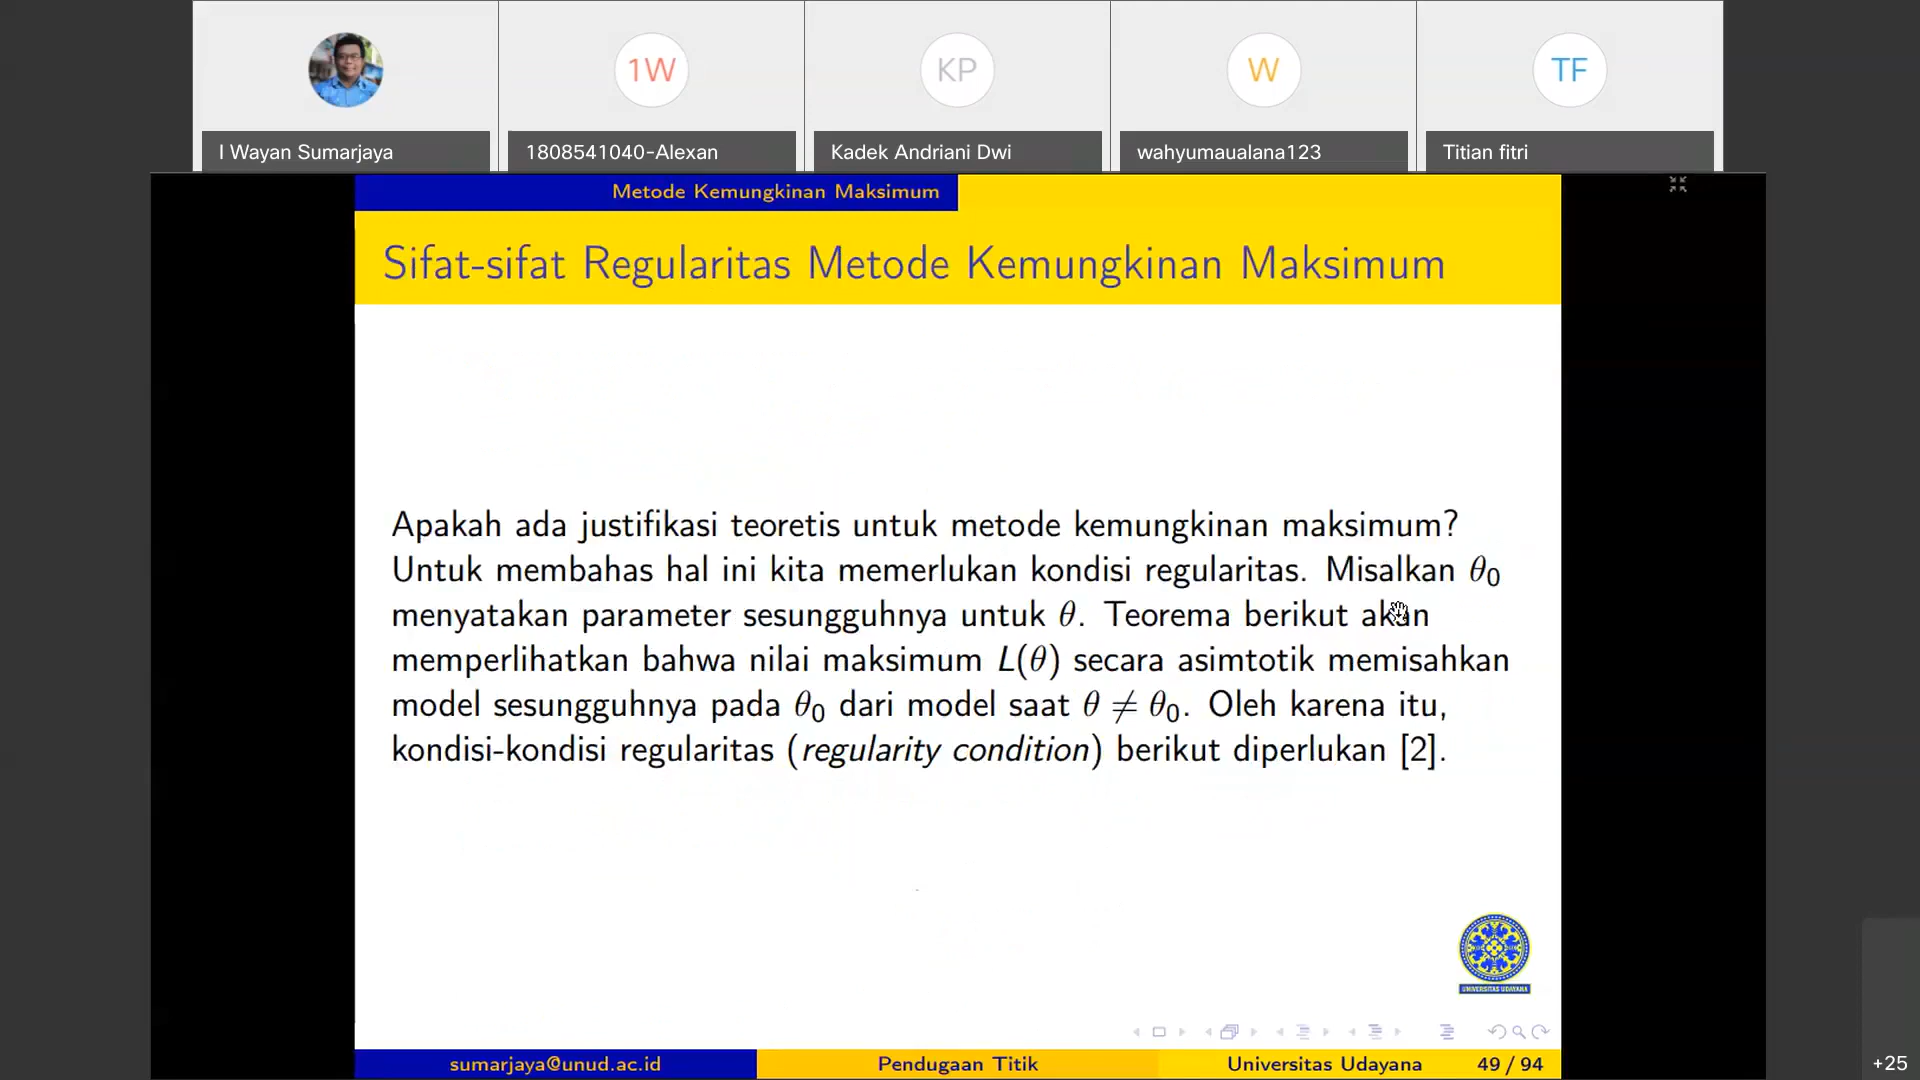 1W
KP
W
TF
I Wayan Sumarjaya
1808541040-Alexan
Kadek Andriani Dwi
wahyumaualana123
Titian fitri
Metode Kemungkinan Maksimum
Sifat-sifat Regularitas Metode Kemungkinan Maksimum
Apakah ada justifikasi teoretis untuk metode kemungkinan maksimum?
Untuk membahas hal ini kita memerlukan kondisi regularitas. Misalkan θ₀
menyatakan parameter sesungguhnya untuk θ. Teorema berikut akan
memperlihatkan bahwa nilai maksimum L(θ) secara asimtotik memisahkan
model sesungguhnya pada θ₀ dari model saat θ ≠ θ₀. Oleh karena itu,
kondisi-kondisi regularitas (regularity condition) berikut diperlukan [2].
UNIVERSITAS UDAYANA
sumarjaya@unud.ac.id
Pendugaan Titik
Universitas Udayana
49 / 94
+25